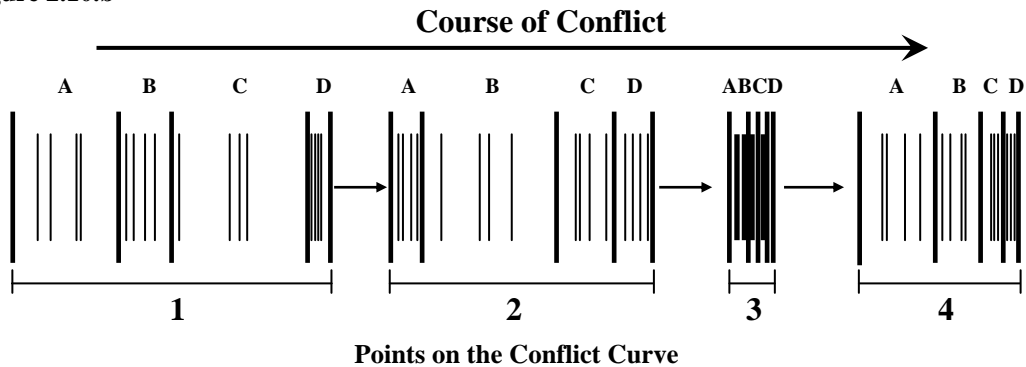 Course of Conflict
A B C D A B C D ABCD A B C D
1 2 3 4
Points on the Conflict Curve